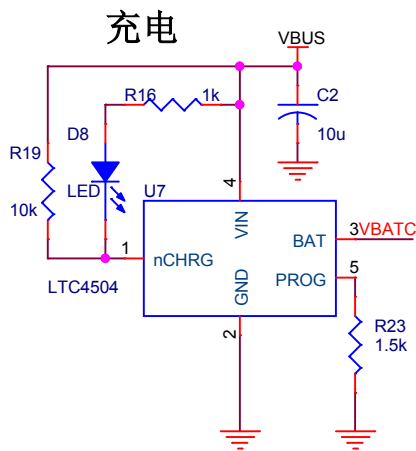 充电
VBUS
R16
1k
C2
10u
D8
R19
LED
U7
10k
4
VIN
1
nCHRG
BAT
3
VBATC
PROG
5
GND
LTC4504
2
R23
1.5k